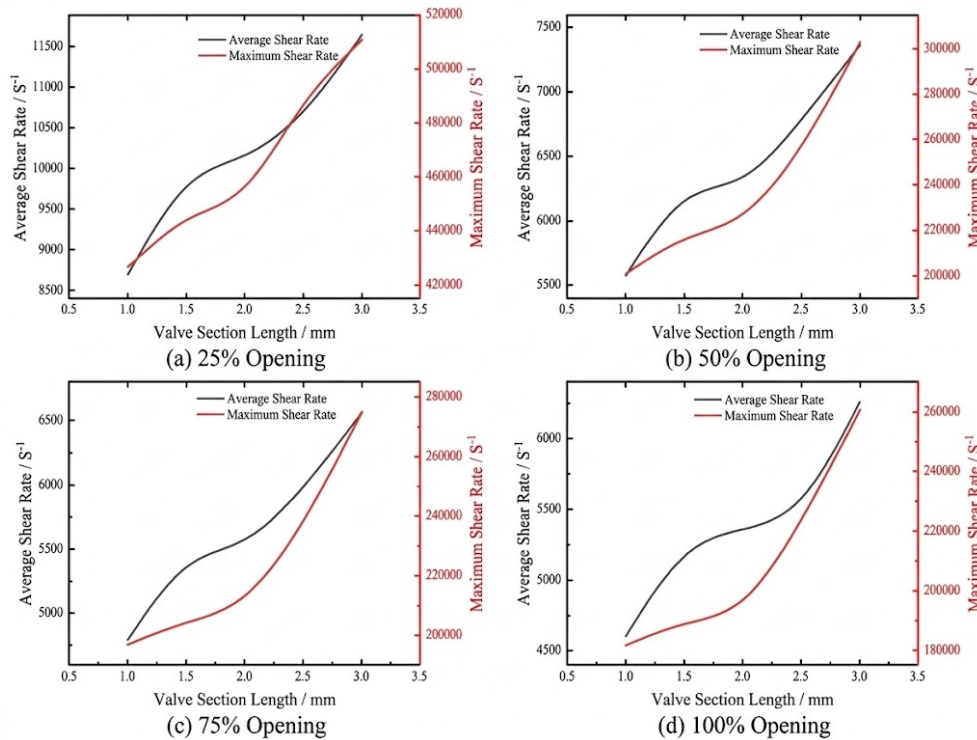 Average Shear Rate
Maximum Shear Rate
Average Shear Rate / S⁻¹
11500
11000
10500
10000
9500
9000
8500
520000
500000
480000
460000
440000
420000
Maximum Shear Rate / S⁻¹
0.5 1.0 1.5 2.0 2.5 3.0 3.5
Valve Section Length / mm
(a) 25% Opening
Average Shear Rate
Maximum Shear Rate
Average Shear Rate / S⁻¹
7500
7000
6500
6000
5500
300000
280000
260000
240000
220000
200000
Maximum Shear Rate / S⁻¹
0.5 1.0 1.5 2.0 2.5 3.0 3.5
Valve Section Length / mm
(b) 50% Opening
Average Shear Rate
Maximum Shear Rate
Average Shear Rate / S⁻¹
6500
6000
5500
5000
280000
260000
240000
220000
200000
Maximum Shear Rate / S⁻¹
0.5 1.0 1.5 2.0 2.5 3.0 3.5
Valve Section Length / mm
(c) 75% Opening
Average Shear Rate
Maximum Shear Rate
Average Shear Rate / S⁻¹
6000
5500
5000
4500
260000
240000
220000
200000
180000
Maximum Shear Rate / S⁻¹
0.5 1.0 1.5 2.0 2.5 3.0 3.5
Valve Section Length / mm
(d) 100% Opening